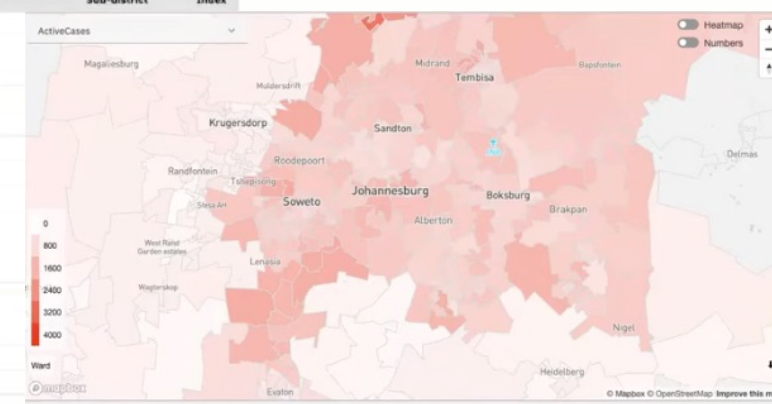 Sub-district Index
ActiveCases
Heatmap
Numbers
Magaliesburg
Midrand
Tembisa
Bapsfontein
Muldersdrift
Krugersdorp
Sandton
Delmas
Roodepoort
Randfontein
Tshepisong
Johannesburg
Boksburg
Soweto
Brakpan
Alberton
West Rand
Garden estates
Lenasia
Wagterskop
Nigel
Heidelberg
Evaton
0
800
1600
2400
3200
4000
Ward
mapbox
© Mapbox © OpenStreetMap Improve this m